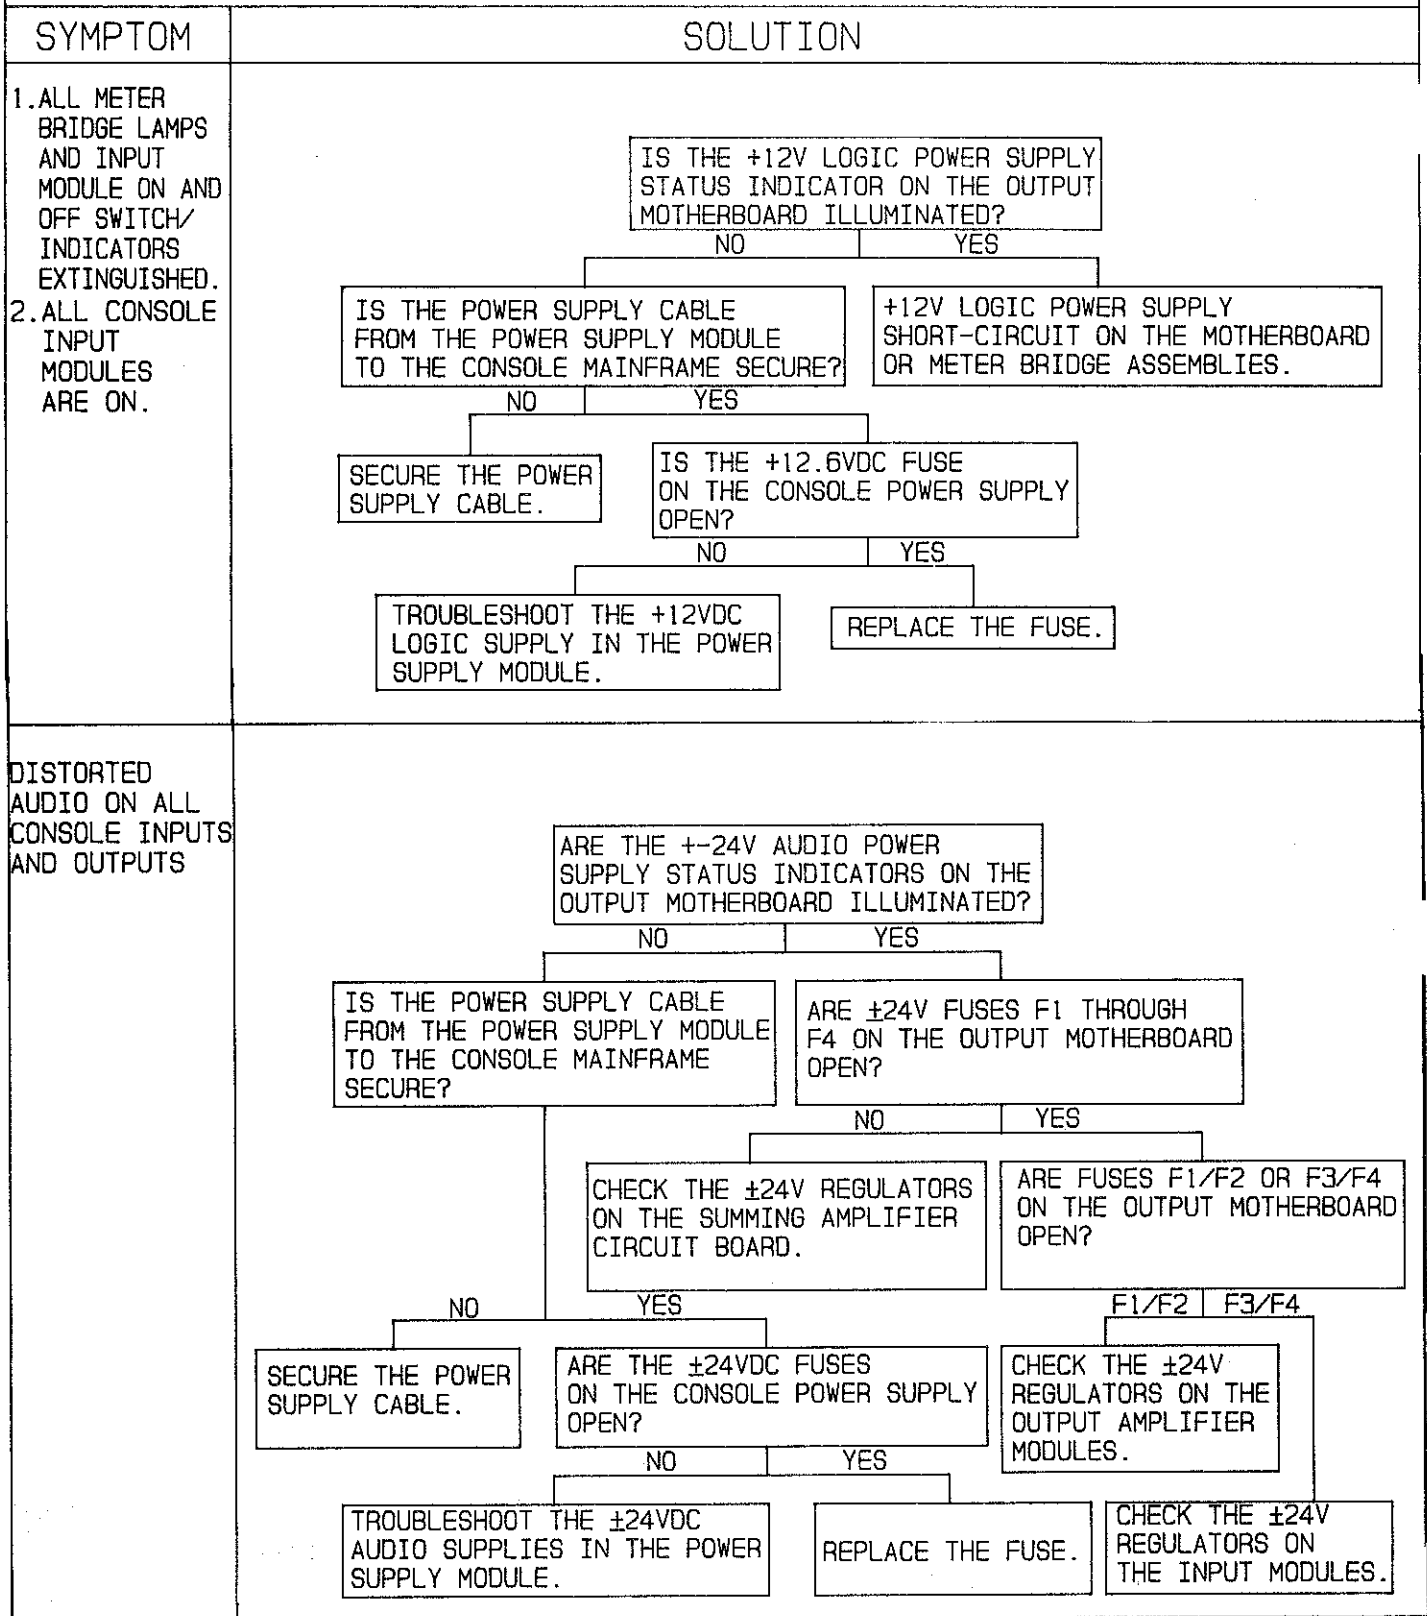 SYMPTOM
SOLUTION
1.ALL METER
BRIDGE LAMPS
AND INPUT
MODULE ON AND
OFF SWITCH/
INDICATORS
EXTINGUISHED.
2.ALL CONSOLE
INPUT
MODULES
ARE ON.
IS THE +12V LOGIC POWER SUPPLY
STATUS INDICATOR ON THE OUTPUT
MOTHERBOARD ILLUMINATED?
NO
YES
IS THE POWER SUPPLY CABLE
FROM THE POWER SUPPLY MODULE
TO THE CONSOLE MAINFRAME SECURE?
+12V LOGIC POWER SUPPLY
SHORT-CIRCUIT ON THE MOTHERBOARD
OR METER BRIDGE ASSEMBLIES.
NO
YES
SECURE THE POWER
SUPPLY CABLE.
IS THE +12.6VDC FUSE
ON THE CONSOLE POWER SUPPLY
OPEN?
NO
YES
TROUBLESHOOT THE +12VDC
LOGIC SUPPLY IN THE POWER
SUPPLY MODULE.
REPLACE THE FUSE.
DISTORTED
AUDIO ON ALL
CONSOLE INPUTS
AND OUTPUTS
ARE THE +-24V AUDIO POWER
SUPPLY STATUS INDICATORS ON THE
OUTPUT MOTHERBOARD ILLUMINATED?
NO
YES
IS THE POWER SUPPLY CABLE
FROM THE POWER SUPPLY MODULE
TO THE CONSOLE MAINFRAME
SECURE?
ARE ±24V FUSES F1 THROUGH
F4 ON THE OUTPUT MOTHERBOARD
OPEN?
NO
YES
CHECK THE ±24V REGULATORS
ON THE SUMMING AMPLIFIER
CIRCUIT BOARD.
ARE FUSES F1/F2 OR F3/F4
ON THE OUTPUT MOTHERBOARD
OPEN?
NO
YES
F1/F2
F3/F4
SECURE THE POWER
SUPPLY CABLE.
ARE THE ±24VDC FUSES
ON THE CONSOLE POWER SUPPLY
OPEN?
CHECK THE ±24V
REGULATORS ON THE
OUTPUT AMPLIFIER
MODULES.
NO
YES
TROUBLESHOOT THE ±24VDC
AUDIO SUPPLIES IN THE POWER
SUPPLY MODULE.
REPLACE THE FUSE.
CHECK THE ±24V
REGULATORS ON
THE INPUT MODULES.